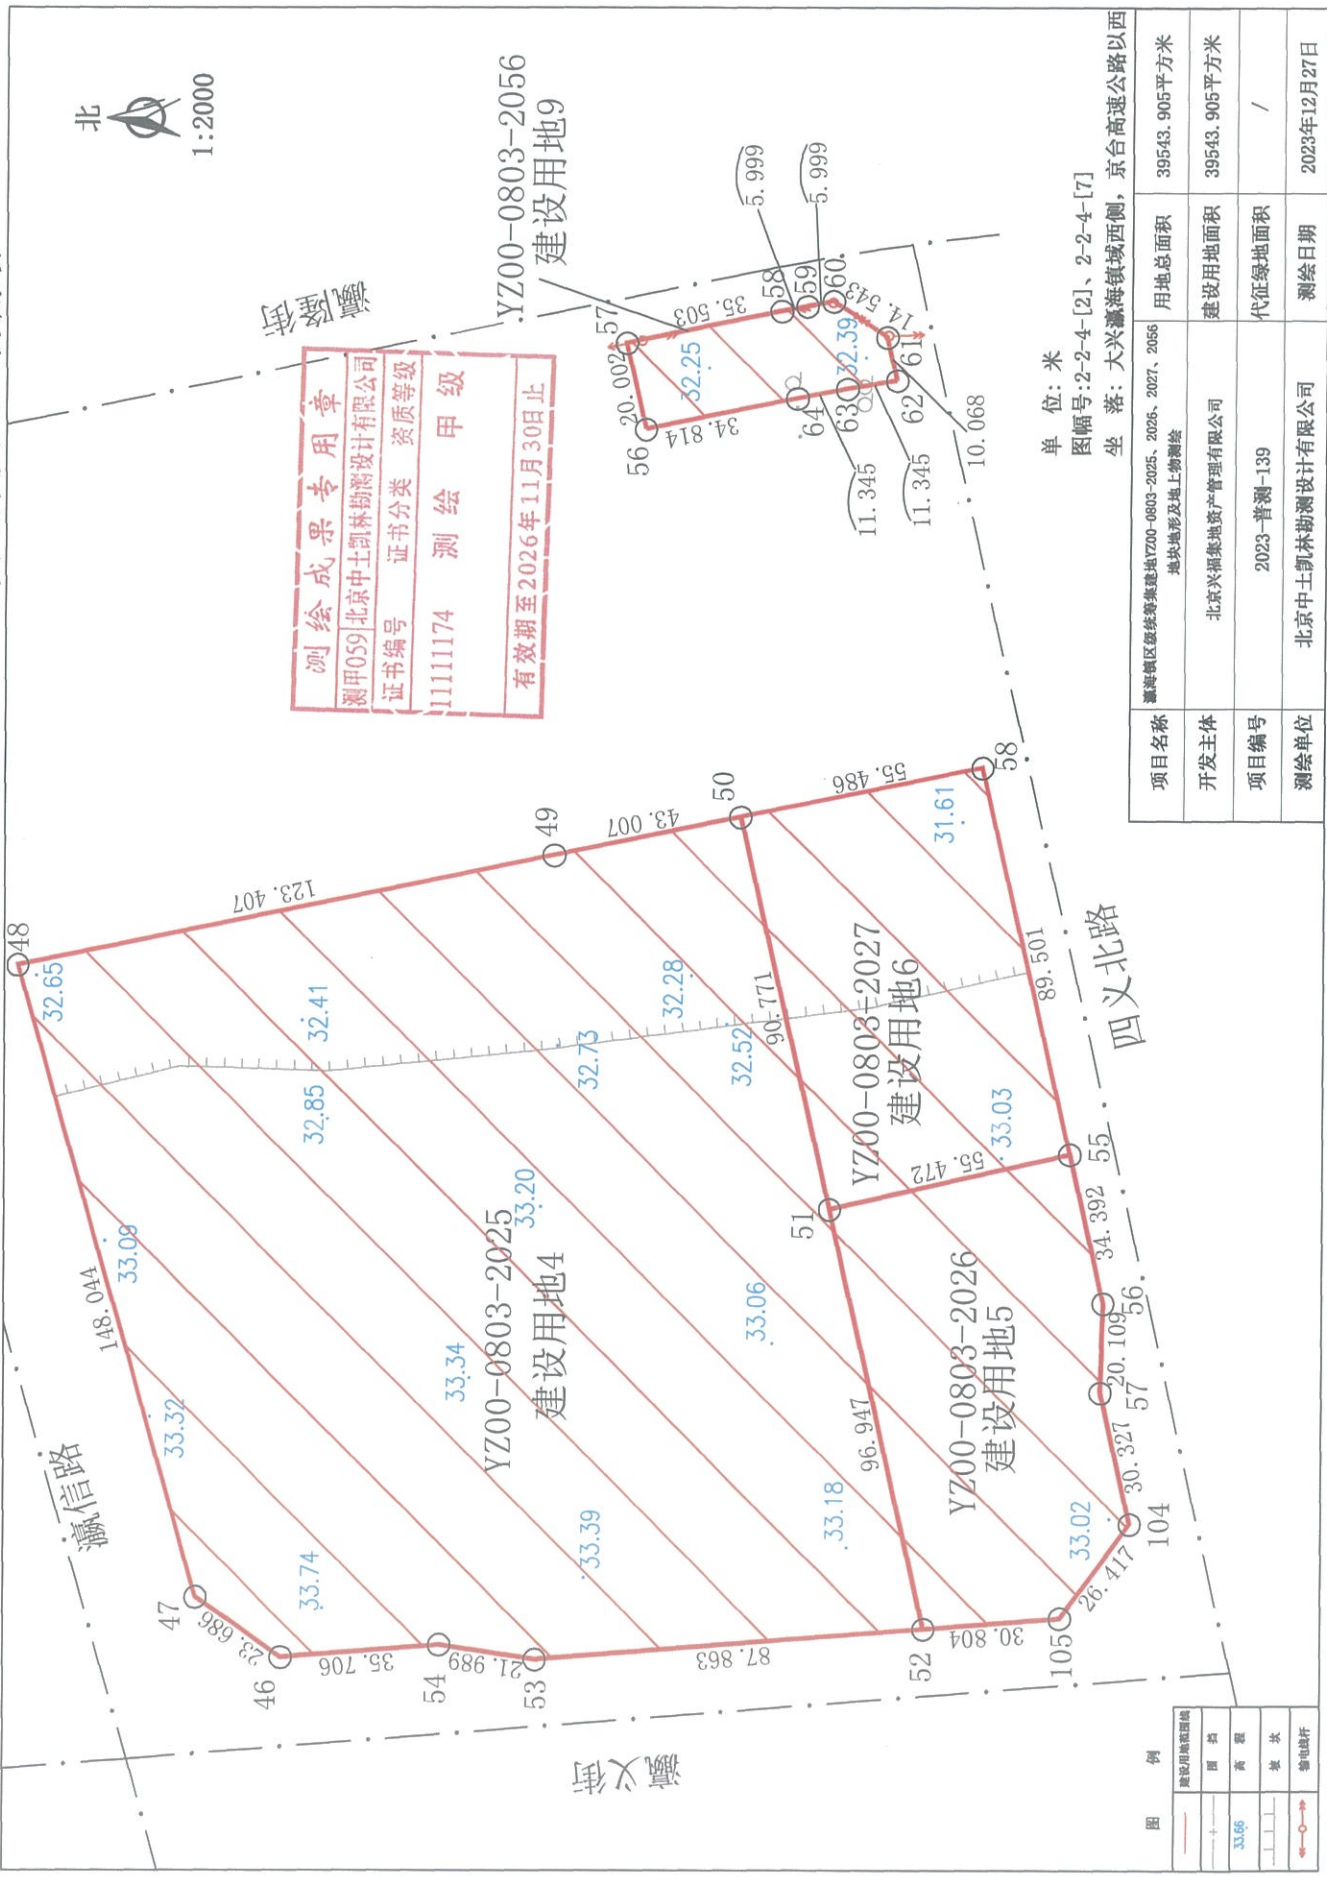 北
1:2000
瀛隆街
YZ00-0803-2056
建设用地9
测绘成果专用章
测甲059 北京中土凯林勘测设计有限公司
证书编号 证书分类 资质等级
11111174 测绘 甲级
有效期至2026年11月30日止
瀛信路
瀛义街
四义北路
YZ00-0803-2025
建设用地4
YZ00-0803-2026
建设用地5
YZ00-0803-2027
建设用地6
46
47
48
49
50
51
52
53
54
55
56
57
58
104
105
23.686
148.044
123.407
43.007
55.486
89.501
90.771
55.472
96.947
34.392
20.109
30.327
26.417
30.804
87.863
21.989
35.706
32.65
32.41
32.85
32.28
32.73
32.52
33.09
33.20
33.32
33.34
33.06
33.74
33.39
33.18
33.02
33.03
31.61
56
57
58
59
60
61
62
63
64
20.002
35.503
5.999
5.999
14.543
10.068
11.345
11.345
34.814
32.25
32.39
单 位: 米
图幅号:2-2-4-[2]、2-2-4-[7]
坐 落: 大兴瀛海镇域西侧, 京台高速公路以西
项目名称
瀛海镇区级统筹集建地YZ00-0803-2025、2026、2027、2056
地块地形及地上物测绘
用地总面积
39543.905平方米
开发主体
北京兴福集地资产管理有限公司
建设用地面积
39543.905平方米
项目编号
2023-普测-139
代征绿地面积
/
测绘单位
北京中土凯林勘测设计有限公司
测绘日期
2023年12月27日
图 例
建设用地范围线
围 挡
33.66
高 程
陡 坎
输电线杆